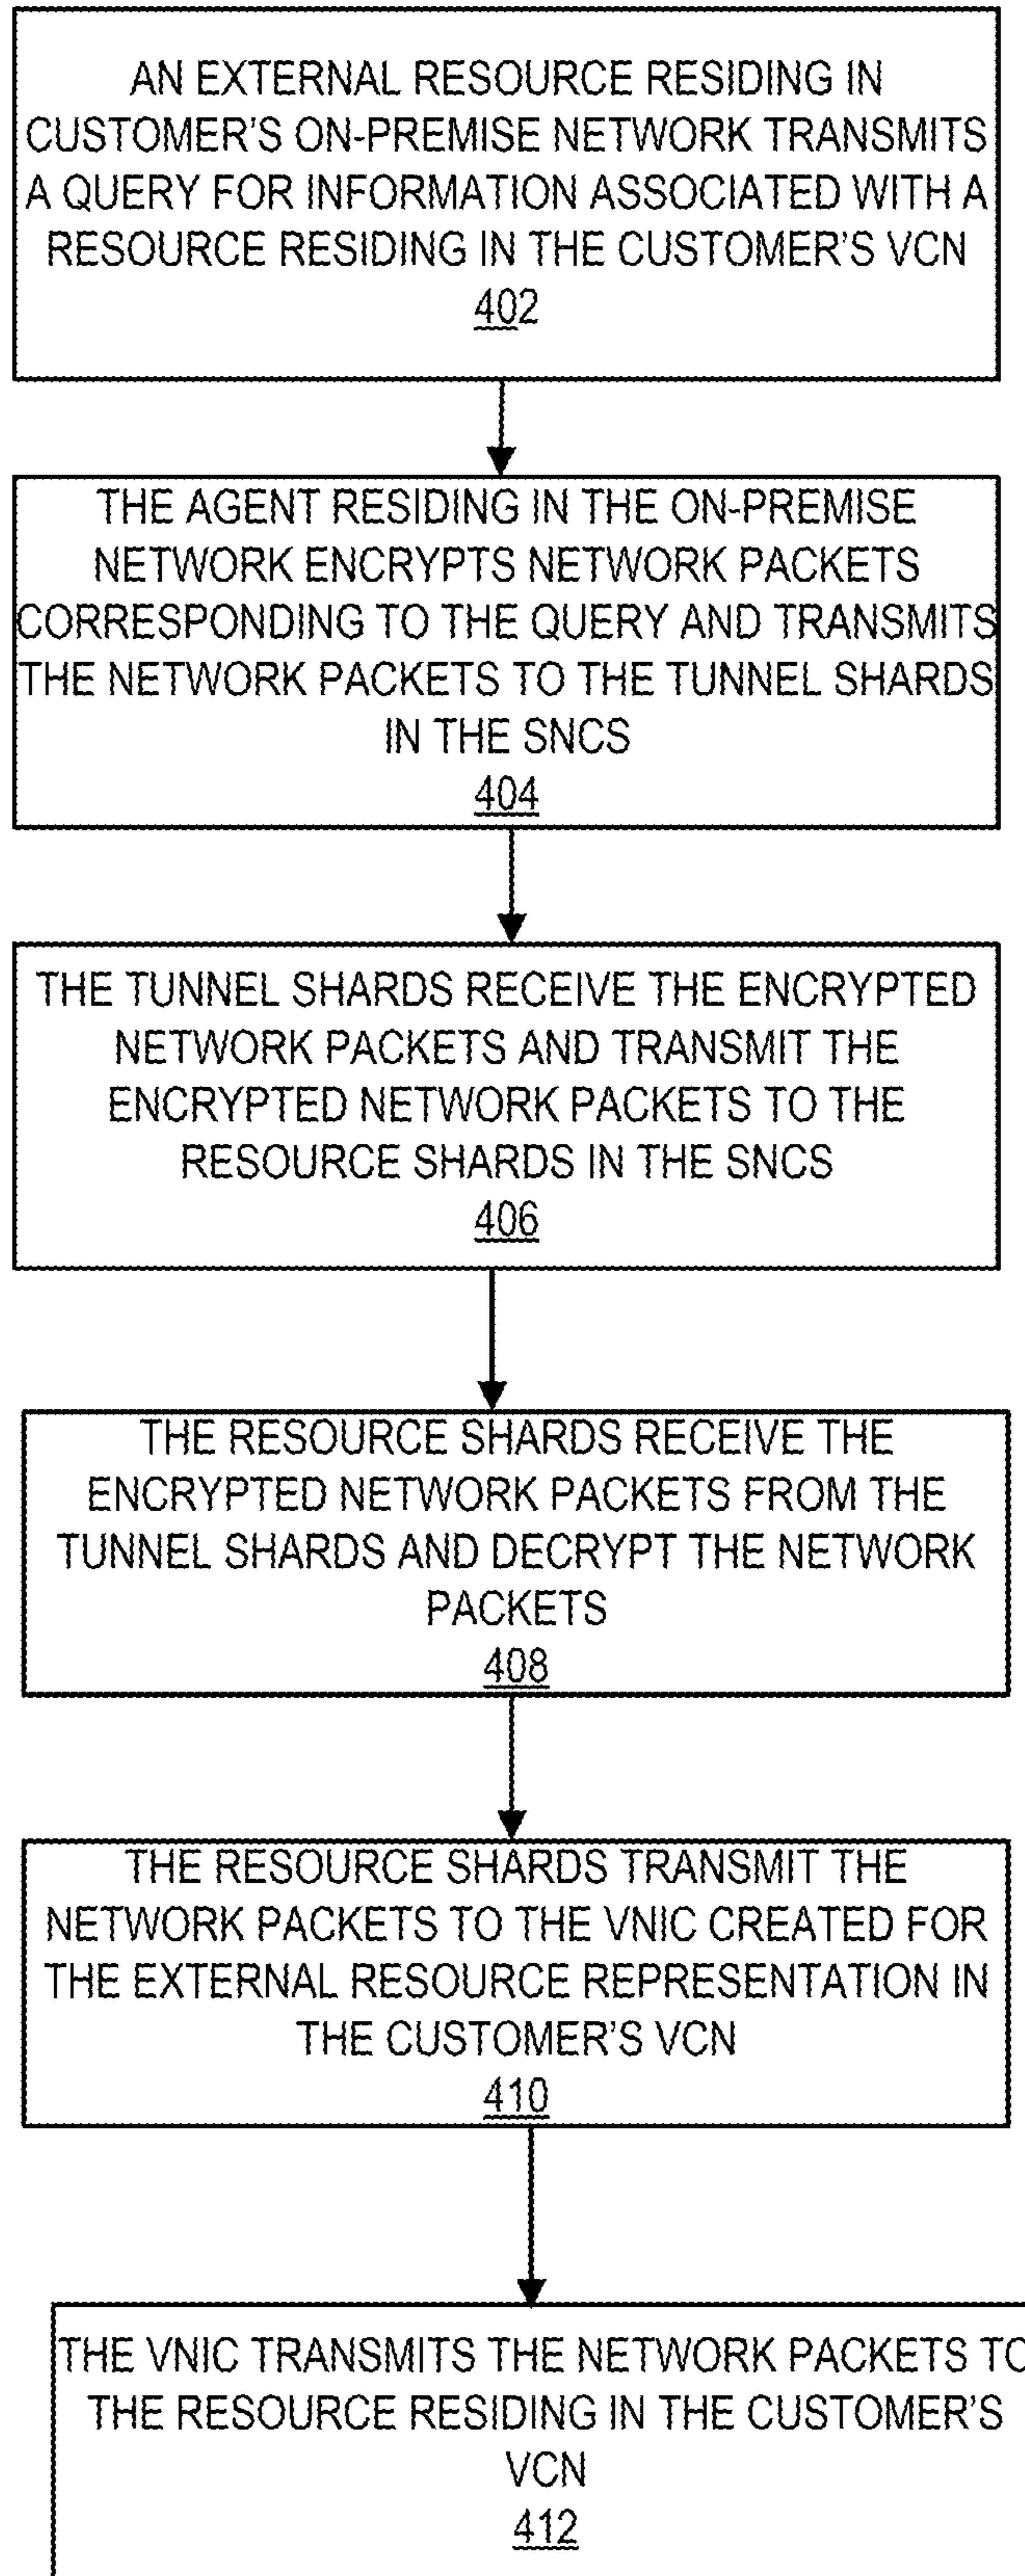 AN EXTERNAL RESOURCE RESIDING IN
CUSTOMER'S ON-PREMISE NETWORK TRANSMITS
A QUERY FOR INFORMATION ASSOCIATED WITH A
RESOURCE RESIDING IN THE CUSTOMER'S VCN
402
THE AGENT RESIDING IN THE ON-PREMISE
NETWORK ENCRYPTS NETWORK PACKETS
CORRESPONDING TO THE QUERY AND TRANSMITS
THE NETWORK PACKETS TO THE TUNNEL SHARDS
IN THE SNCS
404
THE TUNNEL SHARDS RECEIVE THE ENCRYPTED
NETWORK PACKETS AND TRANSMIT THE
ENCRYPTED NETWORK PACKETS TO THE
RESOURCE SHARDS IN THE SNCS
406
THE RESOURCE SHARDS RECEIVE THE
ENCRYPTED NETWORK PACKETS FROM THE
TUNNEL SHARDS AND DECRYPT THE NETWORK
PACKETS
408
THE RESOURCE SHARDS TRANSMIT THE
NETWORK PACKETS TO THE VNIC CREATED FOR
THE EXTERNAL RESOURCE REPRESENTATION IN
THE CUSTOMER'S VCN
410
THE VNIC TRANSMITS THE NETWORK PACKETS TO
THE RESOURCE RESIDING IN THE CUSTOMER'S
VCN
412